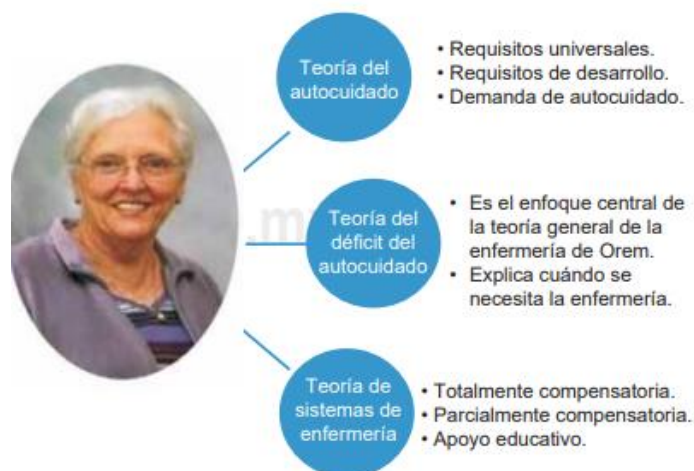 Teoría del
autocuidado
• Requisitos universales.
• Requisitos de desarrollo.
• Demanda de autocuidado.
Teoría del
déficit del
autocuidado
• Es el enfoque central de
la teoría general de la
enfermería de Orem.
• Explica cuándo se
necesita la enfermería.
Teoría de
sistemas de
enfermería
• Totalmente compensatoria.
• Parcialmente compensatoria.
• Apoyo educativo.